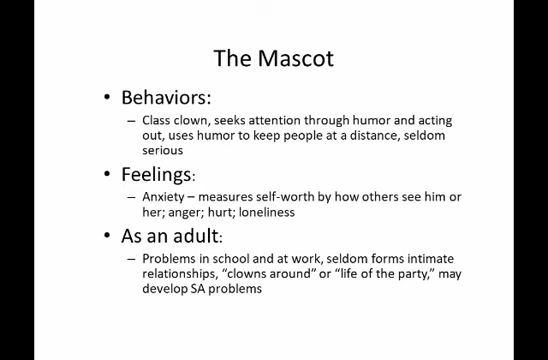 The Mascot
• Behaviors:
– Class clown, seeks attention through humor and acting
out, uses humor to keep people at a distance, seldom
serious
• Feelings:
– Anxiety – measures self-worth by how others see him or
her; anger; hurt; loneliness
• As an adult:
– Problems in school and at work, seldom forms intimate
relationships, “clowns around” or “life of the party,” may
develop SA problems